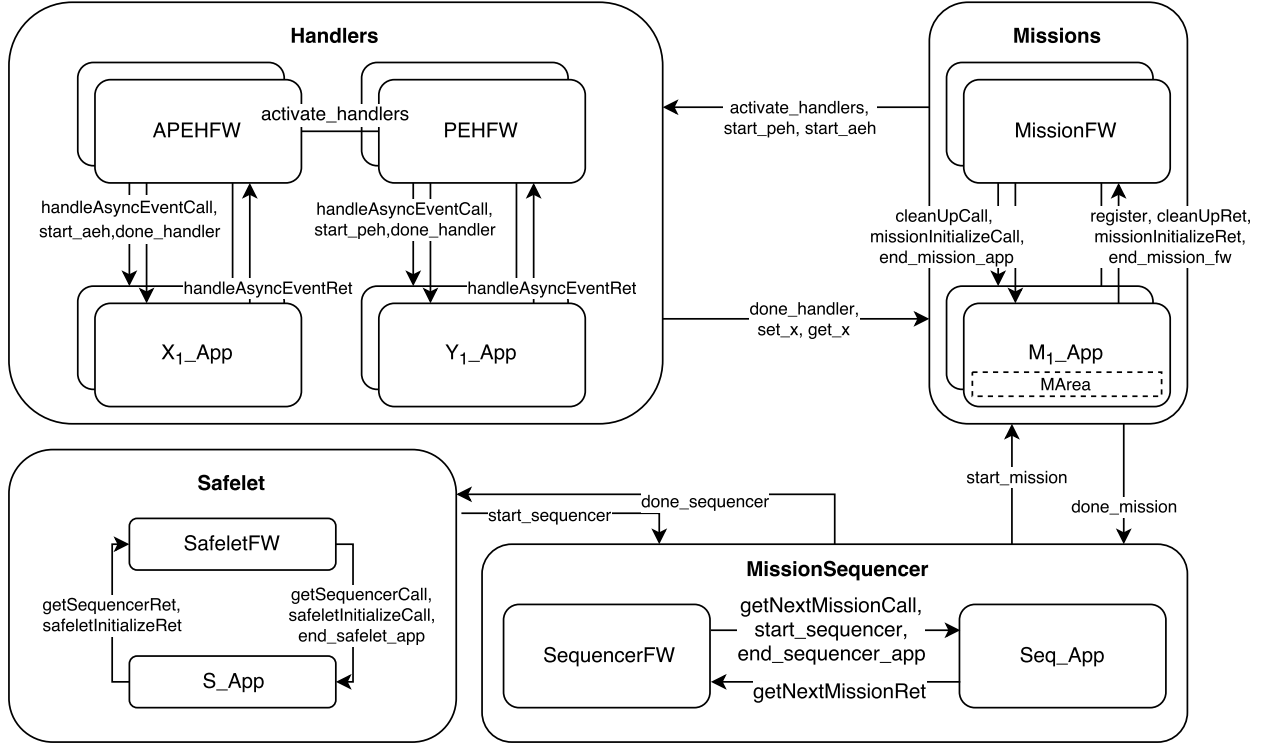 Handlers
APEHFW
activate_handlers
PEHFW
handleAsyncEventCall,
start_aeh,done_handler
handleAsyncEventCall,
start_peh,done_handler
handleAsyncEventRet
handleAsyncEventRet
X₁_App
Y₁_App
activate_handlers,
start_peh, start_aeh
done_handler,
set_x, get_x
Missions
MissionFW
cleanUpCall,
missionInitializeCall,
end_mission_app
register, cleanUpRet,
missionInitializeRet,
end_mission_fw
M₁_App
MArea
start_mission
done_mission
Safelet
SafeletFW
getSequencerRet,
safeletInitializeRet
getSequencerCall,
safeletInitializeCall,
end_safelet_app
S_App
done_sequencer
start_sequencer
MissionSequencer
SequencerFW
getNextMissionCall,
start_sequencer,
end_sequencer_app
getNextMissionRet
Seq_App